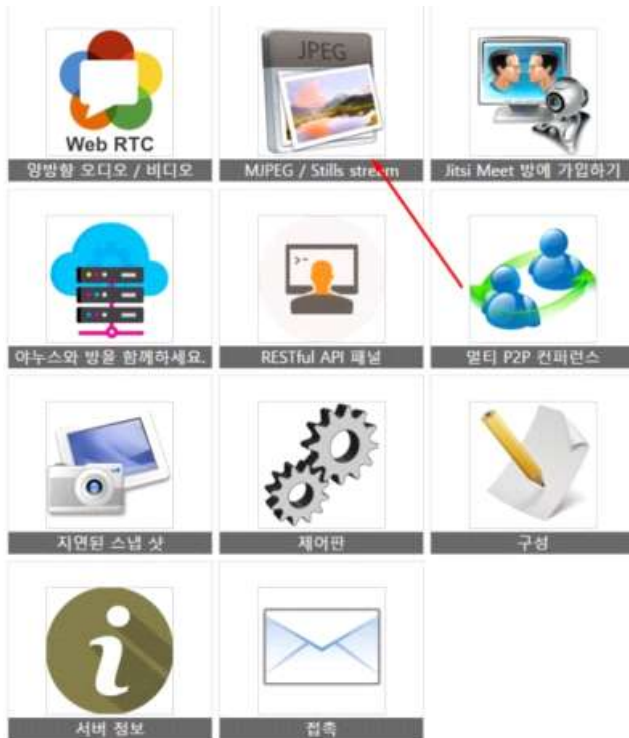 Web RTC
JPEG
양방향 오디오 / 비디오
MJPEG / Stills stream
Jitsi Meet 방에 가입하기
야누스와 방을 함께하세요.
RESTful API 패널
멀티 P2P 컨퍼런스
지연된 스냅 샷
제어판
구성
서버 정보
접촉